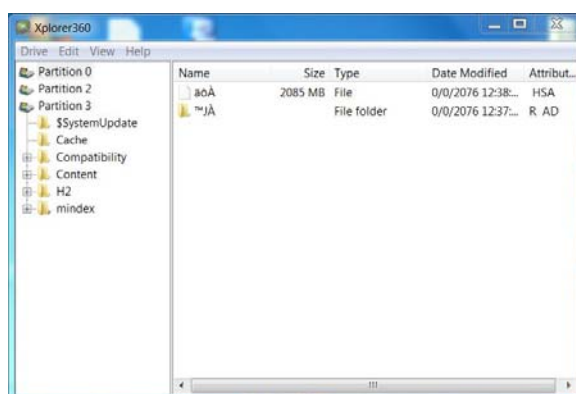 Xplorer360
Drive Edit View Help
Partition 0
Partition 2
Partition 3
$SystemUpdate
Cache
Compatibility
Content
H2
mindex
Name Size Type Date Modified Attribut...
äòÀ 2085 MB File 0/0/2076 12:38:... HSA
™JÀ File folder 0/0/2076 12:37:... R AD